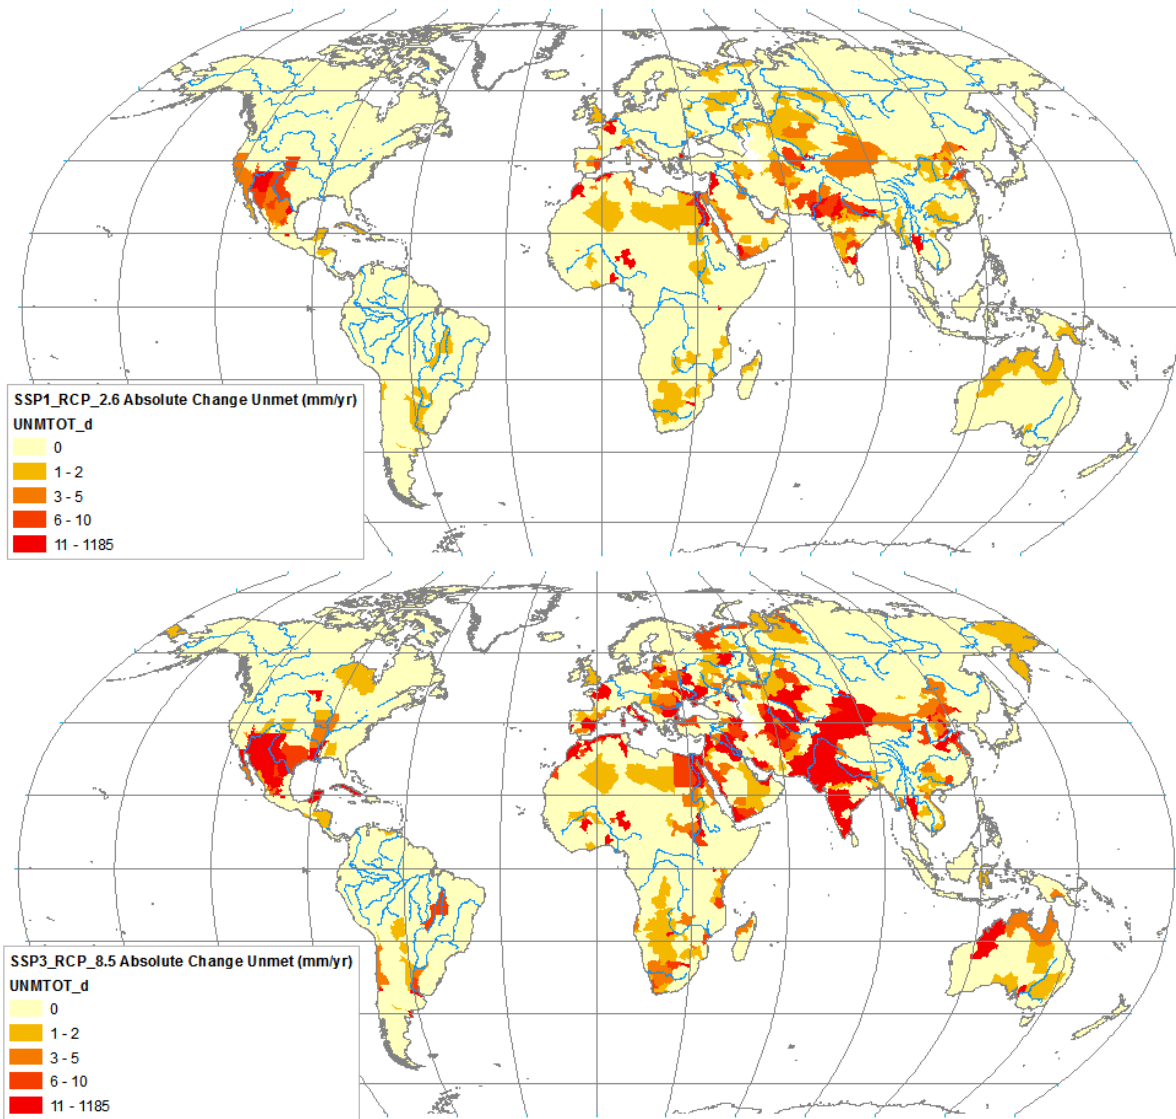 SSP1_RCP_2.6 Absolute Change Unmet (mm/yr)
UNMTOT_d
0
1 - 2
3 - 5
6 - 10
11 - 1185
SSP3_RCP_8.5 Absolute Change Unmet (mm/yr)
UNMTOT_d
0
1 - 2
3 - 5
6 - 10
11 - 1185